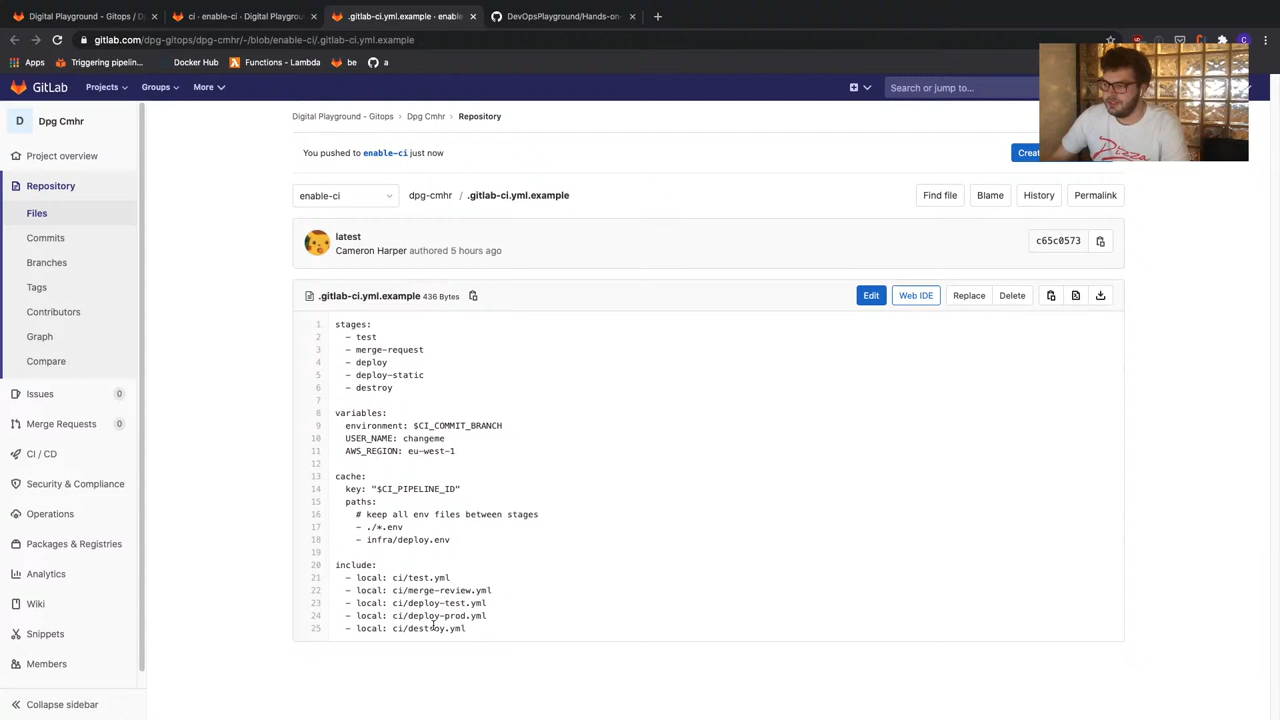 Digital Playground - Gitops / Dp
ci · enable-ci · Digital Playgrou
.gitlab-ci.yml.example · enable
DevOpsPlayground/Hands-on-
gitlab.com/dpg-gitops/dpg-cmhr/-/blob/enable-ci/.gitlab-ci.yml.example
Apps
Triggering pipelin...
Docker Hub
Functions - Lambda
be
a
GitLab
Projects
Groups
More
Search or jump to...
D
Dpg Cmhr
Project overview
Repository
Files
Commits
Branches
Tags
Contributors
Graph
Compare
Issues
0
Merge Requests
0
CI / CD
Security & Compliance
Operations
Packages & Registries
Analytics
Wiki
Snippets
Members
Collapse sidebar
Digital Playground - Gitops › Dpg Cmhr › Repository
You pushed to enable-ci just now
Creat
enable-ci
dpg-cmhr / .gitlab-ci.yml.example
Find file
Blame
History
Permalink
latest
Cameron Harper authored 5 hours ago
c65c0573
.gitlab-ci.yml.example 436 Bytes
Edit
Web IDE
Replace
Delete
1 stages:
2 - test
3 - merge-request
4 - deploy
5 - deploy-static
6 - destroy
7
8 variables:
9 environment: $CI_COMMIT_BRANCH
10 USER_NAME: changeme
11 AWS_REGION: eu-west-1
12
13 cache:
14 key: "$CI_PIPELINE_ID"
15 paths:
16 # keep all env files between stages
17 - ./*.env
18 - infra/deploy.env
19
20 include:
21 - local: ci/test.yml
22 - local: ci/merge-review.yml
23 - local: ci/deploy-test.yml
24 - local: ci/deploy-prod.yml
25 - local: ci/destroy.yml